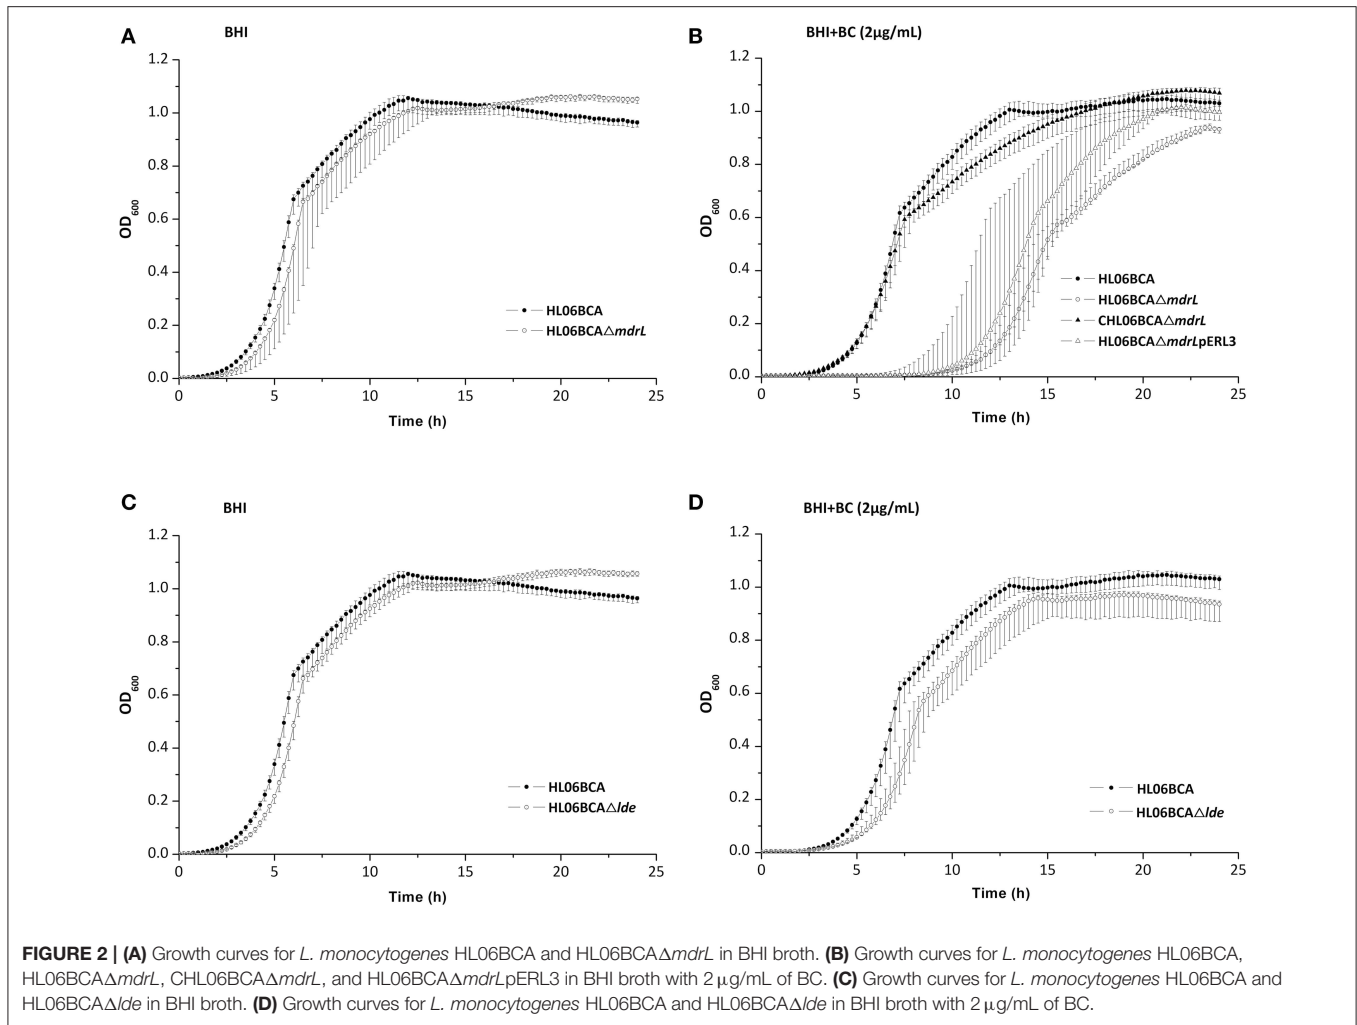 A
BHI
1.2
1.0
0.8
0.6
0.4
0.2
0.0
OD600
0
5
10
15
20
25
Time (h)
HL06BCA
HL06BCA△mdrL
B
BHI+BC (2µg/mL)
1.2
1.0
0.8
0.6
0.4
0.2
0.0
OD600
0
5
10
15
20
25
Time (h)
HL06BCA
HL06BCA△mdrL
CHL06BCA△mdrL
HL06BCA△mdrLpERL3
C
BHI
1.2
1.0
0.8
0.6
0.4
0.2
0.0
OD600
0
5
10
15
20
25
Time (h)
HL06BCA
HL06BCA△lde
D
BHI+BC (2µg/mL)
1.2
1.0
0.8
0.6
0.4
0.2
0.0
OD600
0
5
10
15
20
25
Time (h)
HL06BCA
HL06BCA△lde
FIGURE 2 | (A) Growth curves for L. monocytogenes HL06BCA and HL06BCAΔmdrL in BHI broth. (B) Growth curves for L. monocytogenes HL06BCA,
HL06BCAΔmdrL, CHL06BCAΔmdrL, and HL06BCAΔmdrLpERL3 in BHI broth with 2 µg/mL of BC. (C) Growth curves for L. monocytogenes HL06BCA and
HL06BCAΔlde in BHI broth. (D) Growth curves for L. monocytogenes HL06BCA and HL06BCAΔlde in BHI broth with 2 µg/mL of BC.